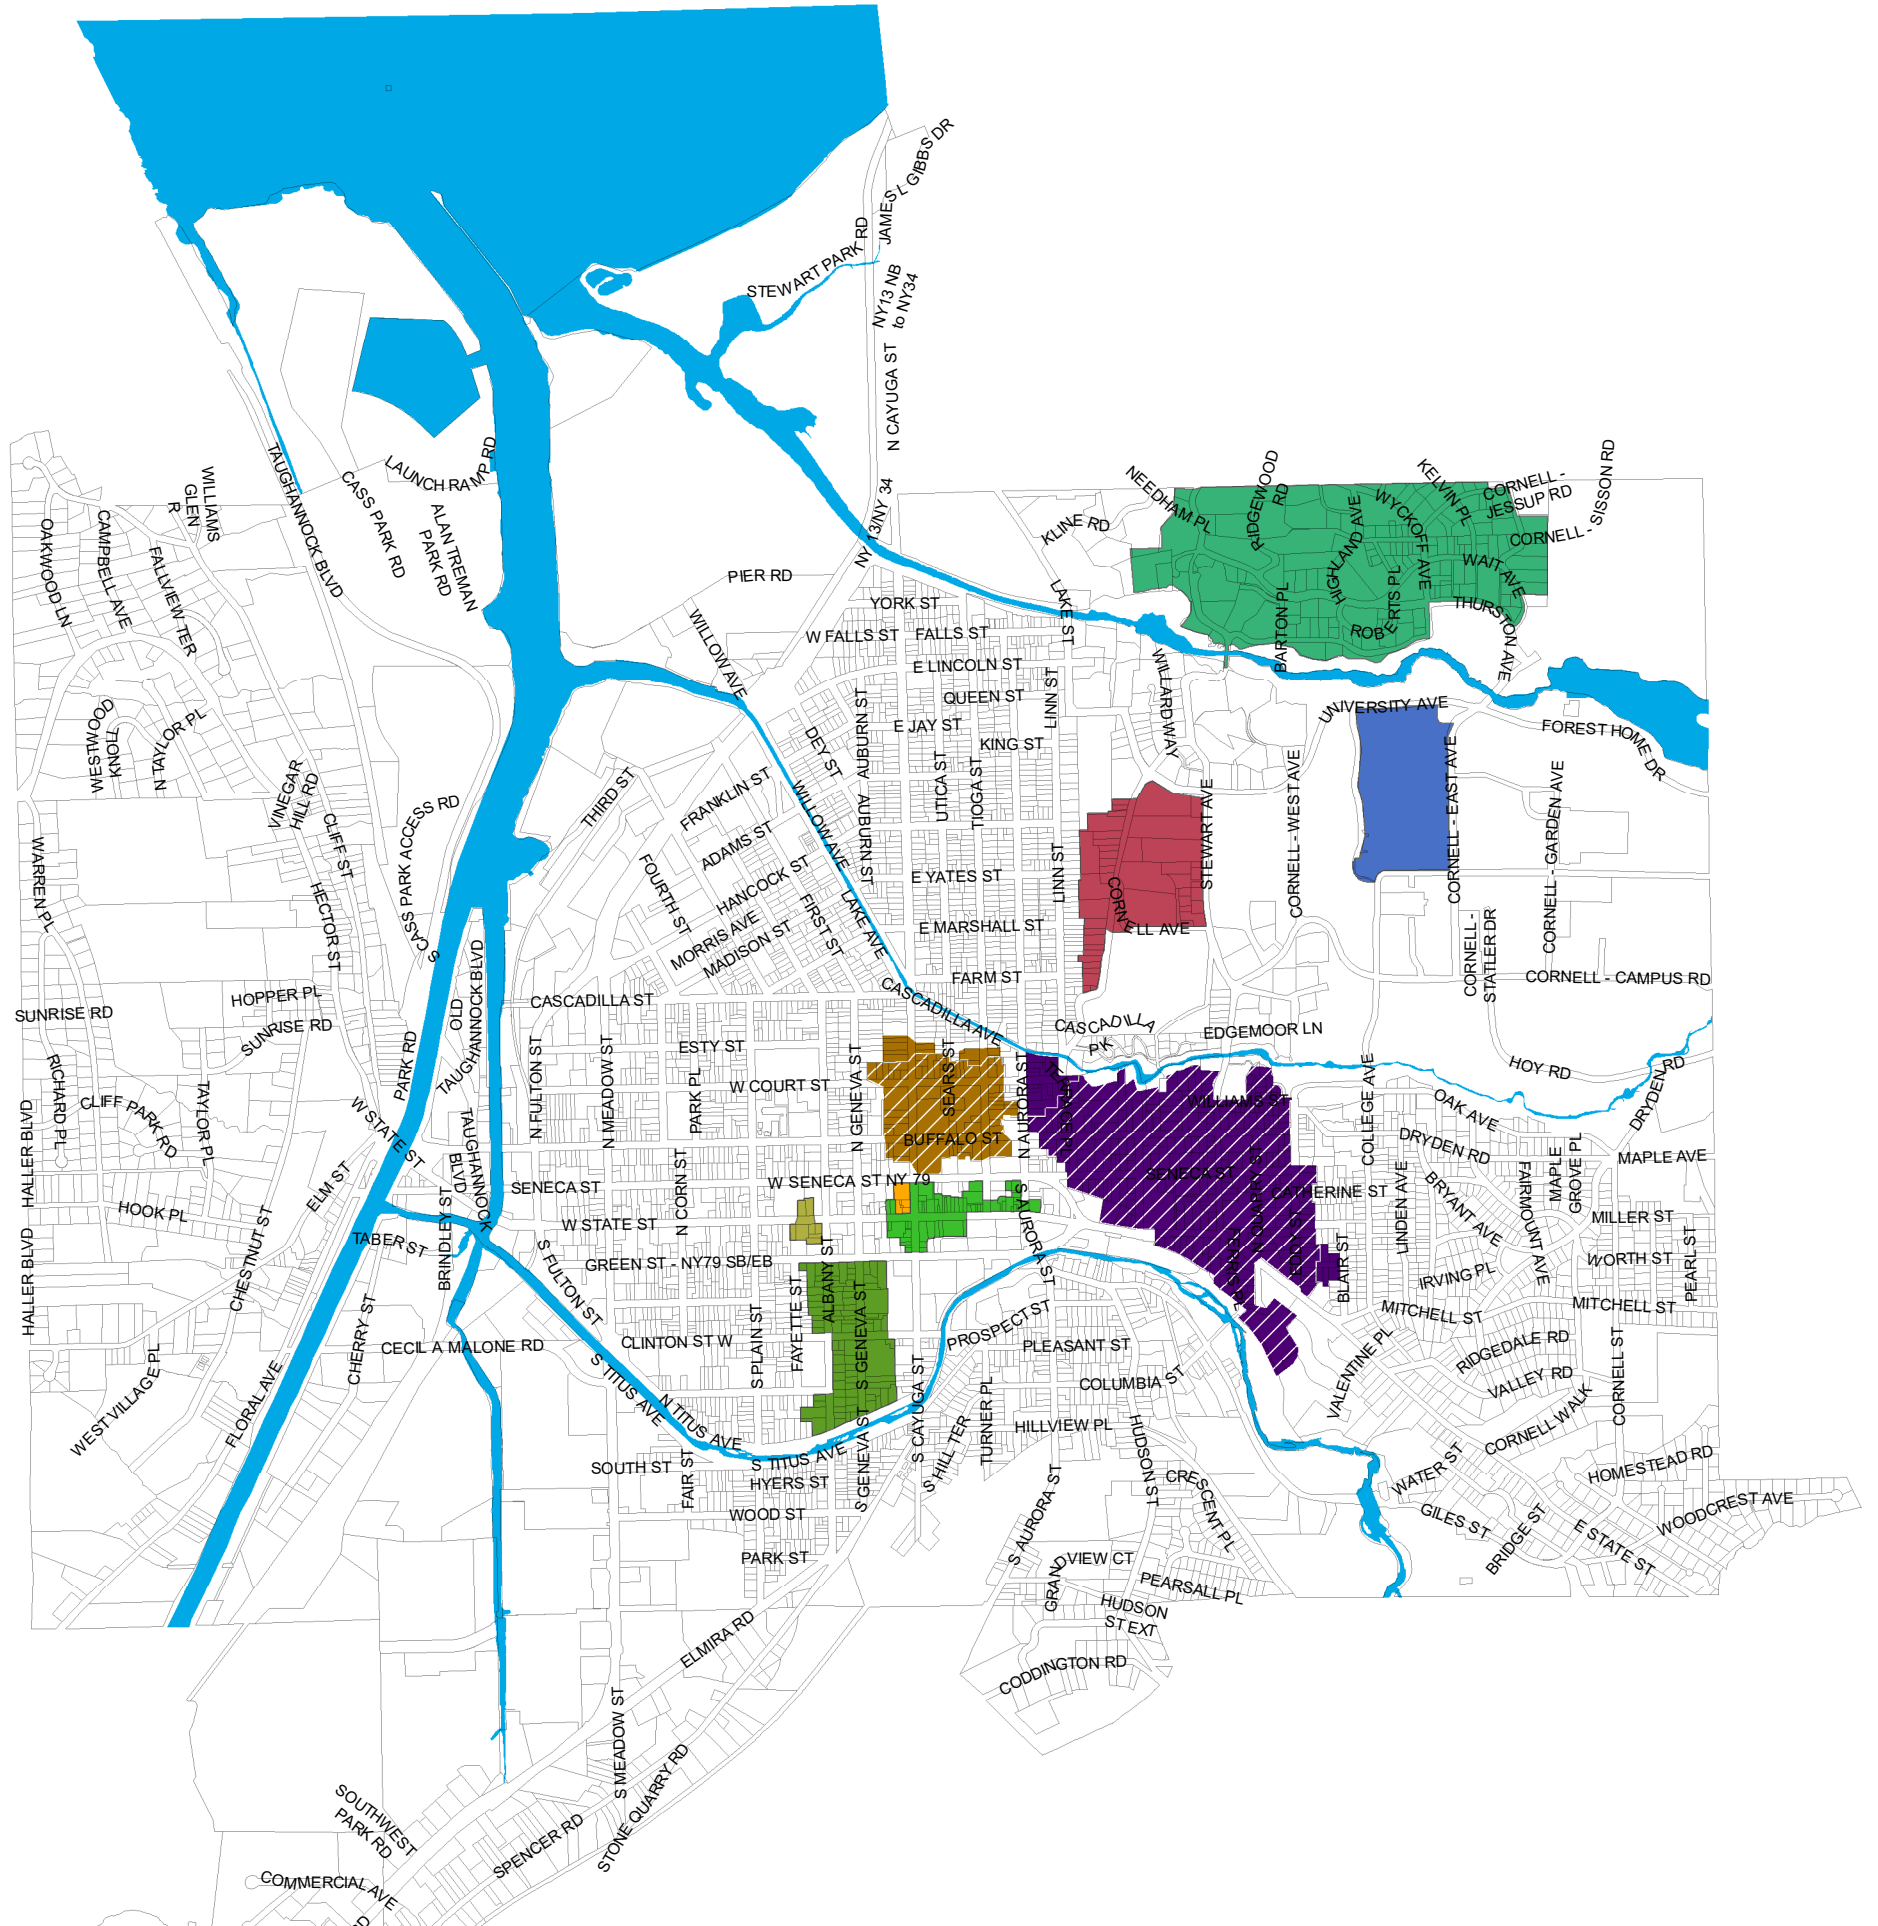 JAMES L GIBBS DR
STEWART PARK RD
NY13 NB
to NY34
N CAYUGA ST
NY 13/NY 34
TAUGHANNOCK BLVD
LAUNCH RAMP RD
CASS PARK RD
ALAN TREMAN
PARK RD
WILLIAMS
GLEN
R
OAKWOOD LN
CAMPBELL AVE
FALLVIEW TER
NEEDHAM PL
RIDGEWOOD
RD
KELVIN PL
CORNELL -
JESSUP RD
CORNELL - SISSON RD
WYCKOFF AVE
HIGHLAND AVE
KLINE RD
WAIT AVE
ROBERTS PL
BARTON PL
THURSTON AVE
PIER RD
LAKE ST
YORK ST
W FALLS ST
FALLS ST
WILLOW AVE
E LINCOLN ST
QUEEN ST
LINN ST
WILLARD WAY
UNIVERSITY AVE
FOREST HOME DR
WESTWOOD
KNOLL
N TAYLOR PL
DEY ST
AUBURN ST
E JAY ST
KING ST
VINEGAR
HILL RD
THIRD ST
FRANKLIN ST
WILLOW AVE
AUBURN ST
UTICA ST
TIOGA ST
STEWART AVE
CORNELL - WEST AVE
CORNELL - EAST AVE
CORNELL - GARDEN AVE
CLIFF ST
S CASS PARK ACCESS RD
ADAMS ST
WARREN PL
HECTOR ST
FOURTH ST
HANCOCK ST
E YATES ST
LINN ST
CORNELL AVE
MORRIS AVE
MADISON ST
FIRST ST
LAKE AVE
E MARSHALL ST
CORNELL -
STATLER DR
FARM ST
CORNELL - CAMPUS RD
HOPPER PL
OLD
TAUGHANNOCK BLVD
CASCADILLA ST
CASCADILLA AVE
SUNRISE RD
SUNRISE RD
CASCADILLA
PK
EDGEMOOR LN
RICHARD PL
PARK RD
N FULTON ST
N MEADOW ST
ESTY ST
N GENEVA ST
SEARS ST
N AURORA ST
TERRACE PL
COLLEGE AVE
HOY RD
DRYDEN RD
CLIFF PARK RD
TAYLOR PL
PARK PL
W COURT ST
WILLIAMS ST
OAK AVE
HALLER BLVD
W STATE ST
TAUGHANNOCK
BLVD
BUFFALO ST
DRYDEN RD
MAPLE AVE
MAPLE
GROVE PL
ELM ST
SENECA ST
N CORN ST
W SENECA ST NY 79
SENECA ST
N QUARRY ST
CATHERINE ST
LINDEN AVE
BRYANT AVE
FAIRMOUNT AVE
HOOK PL
W STATE ST
S AURORA ST
MILLER ST
HALLER BLVD
CHESTNUT ST
TABER ST
BRINDLEY ST
S FULTON ST
GREEN ST - NY79 SB/EB
ALBANY ST
FERRIS PL
EDDY ST
BLAIR ST
WORTH ST
PEARL ST
IRVING PL
CHERRY ST
S PLAIN ST
FAYETTE ST
S GENEVA ST
PROSPECT ST
MITCHELL ST
MITCHELL ST
CECIL A MALONE RD
CLINTON ST W
PLEASANT ST
VALENTINE PL
RIDGEDALE RD
CORNELL ST
WEST VILLAGE PL
FLORAL AVE
S TITUS AVE
N TITUS AVE
S CAYUGA ST
COLUMBIA ST
VALLEY RD
TURNER PL
HILLVIEW PL
HUDSON ST
CORNELL WALK
SOUTH ST
FAIR ST
S TITUS AVE
HYERS ST
S GENEVA ST
S HILL TER
CRESCENT PL
WATER ST
HOMESTEAD RD
WOOD ST
S AURORA ST
GILES ST
BRIDGE ST
E STATE ST
WOODCREST AVE
PARK ST
GRANDVIEW CT
PEARSALL PL
HUDSON
ST EXT
ELMIRA RD
CODDINGTON RD
S MEADOW ST
STONE QUARRY RD
SPENCER RD
SOUTHWEST
PARK RD
COMMERCIAL AVE